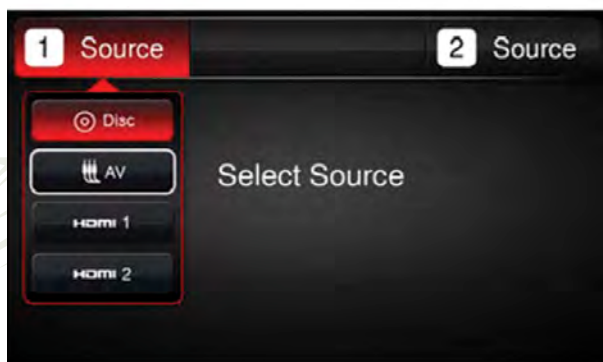 1 Source
2 Source
Disc
AV
Select Source
HDMI 1
HDMI 2